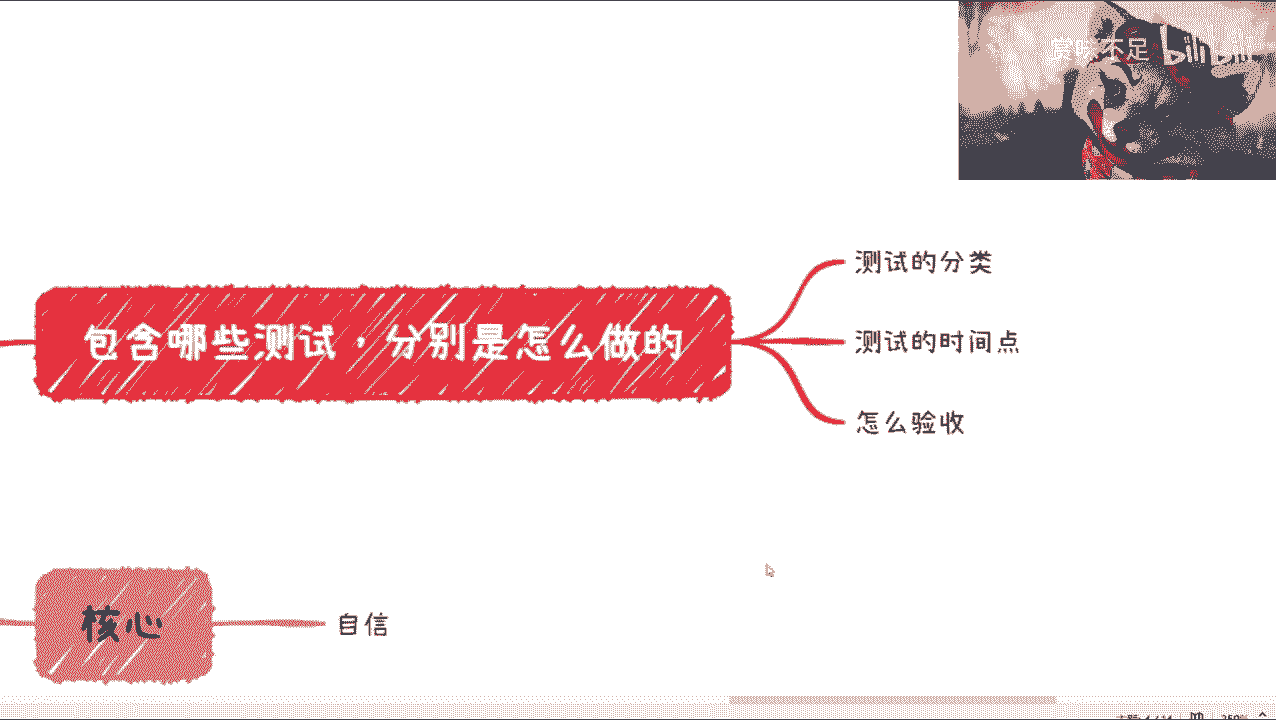 赏味不足 bilibili
测试的分类
包含哪些测试，分别是怎么做的
测试的时间点
怎么验收
核心
自信